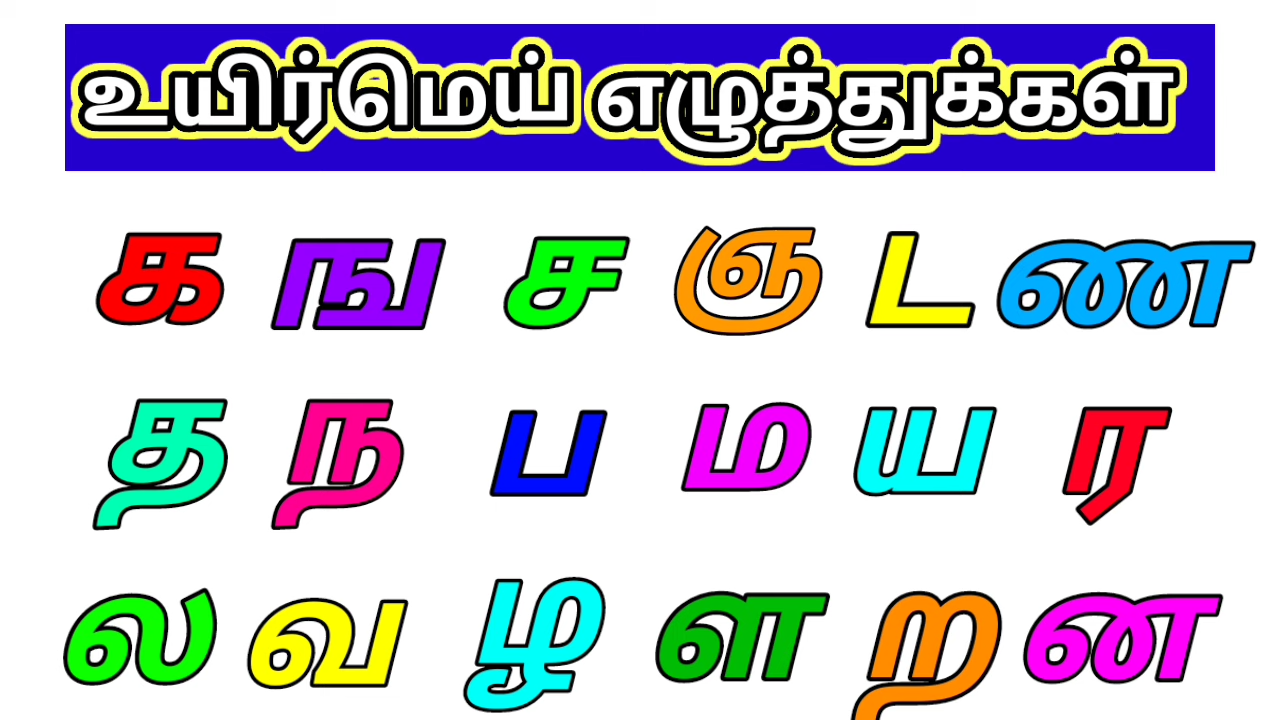 உயிர்மெய் எழுத்துக்கள்
க ங ச ஞ ட ண
த ந ப ம ய ர
ல வ ழ ள ற ன